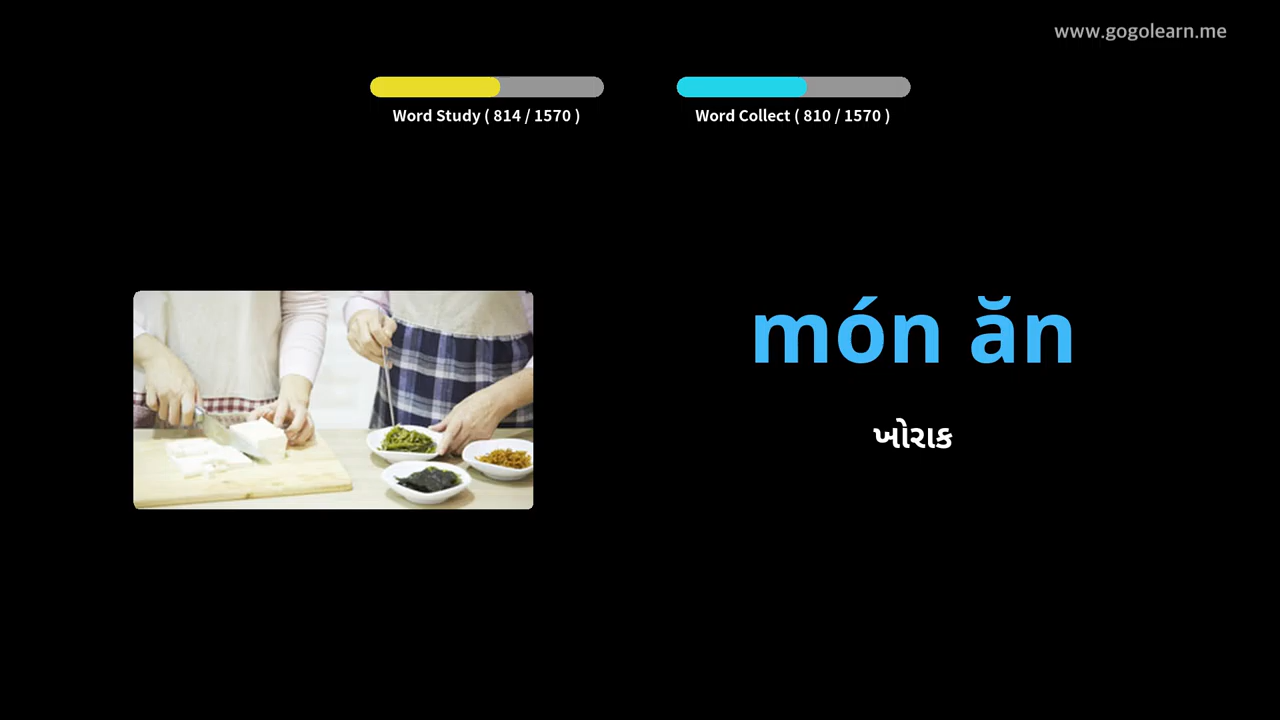 www.gogolearn.me
Word Study ( 814 / 1570 )
Word Collect ( 810 / 1570 )
món ăn
ખોરાક